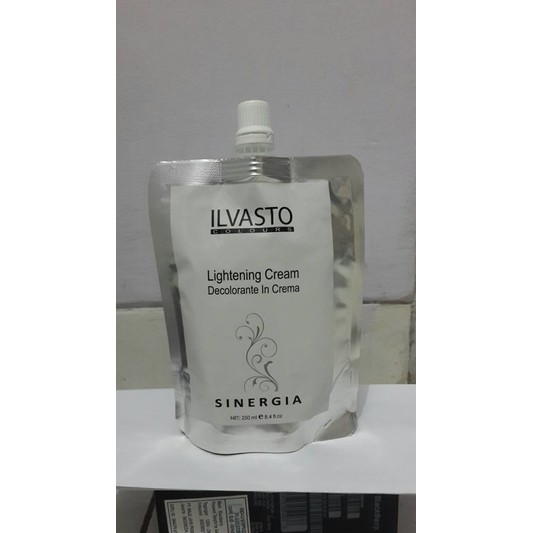 ILVASTO
COLOURS
Lightening Cream
Decolorante In Crema
SINERGIA
NET: 250 ml e 8.4 fl oz